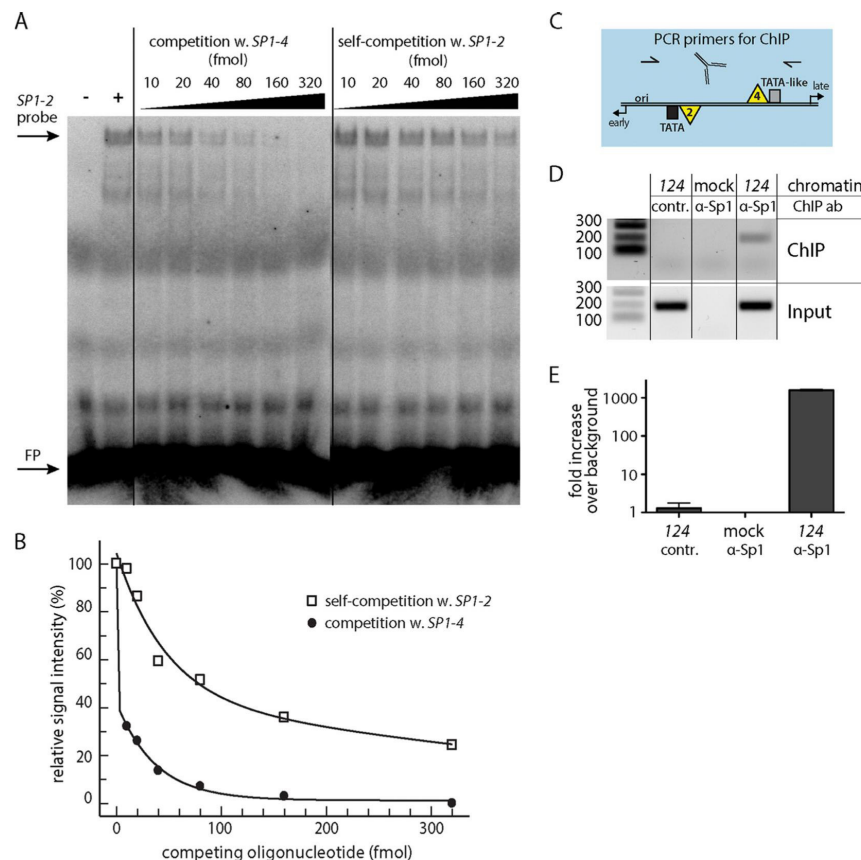 A
competition w. SP1-4
(fmol)
self-competition w. SP1-2
(fmol)
10 20 40 80 160 320
10 20 40 80 160 320
SP1-2
probe
- +
FP
B
relative signal intensity (%)
100
80
60
40
20
0
self-competition w. SP1-2
competition w. SP1-4
0 100 200 300
competing oligonucleotide (fmol)
C
PCR primers for ChIP
ori
early
TATA
2
4
TATA-like
late
D
124 mock 124 chromatin
contr. α-Sp1 α-Sp1 ChIP ab
300
200
100
ChIP
300
200
100
Input
E
fold increase
over background
1000
100
10
1
124
contr.
mock
α-Sp1
124
α-Sp1